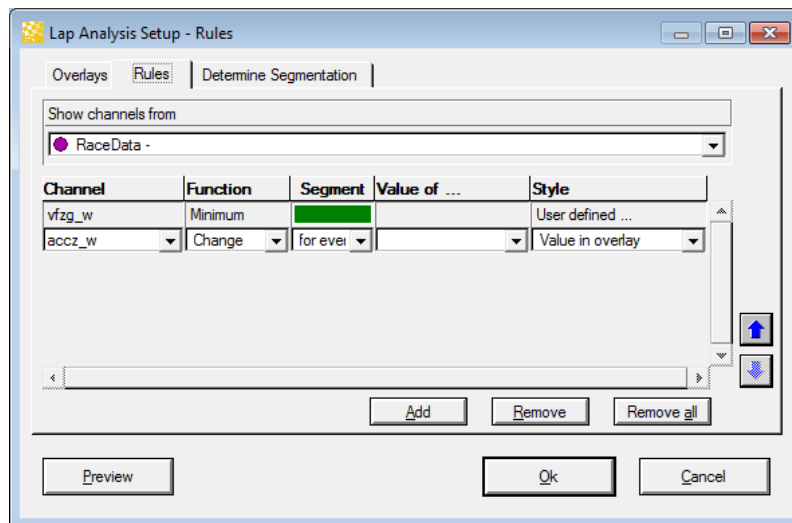 Lap Analysis Setup - Rules
Overlays Rules Determine Segmentation
Show channels from
RaceData -
Channel Function Segment Value of ... Style
vfzg_w Minimum User defined ...
accz_w Change for ever Value in overlay
Add Remove Remove all
Preview Ok Cancel